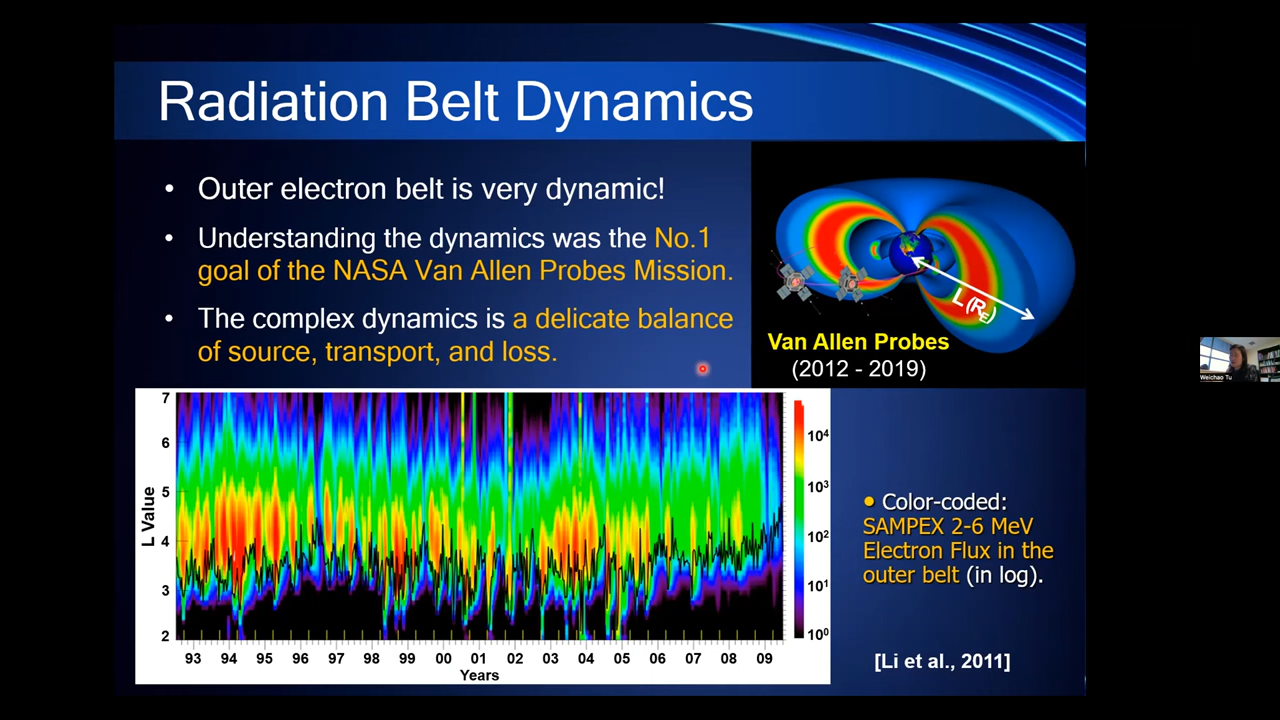 Radiation Belt Dynamics
• Outer electron belt is very dynamic!
• Understanding the dynamics was the No.1
goal of the NASA Van Allen Probes Mission.
• The complex dynamics is a delicate balance
of source, transport, and loss.
L (RE)
Van Allen Probes
(2012 - 2019)
Weichao Tu
7
6
5
4
3
2
L Value
93 94 95 96 97 98 99 00 01 02 03 04 05 06 07 08 09
Years
10⁴
10³
10²
10¹
10⁰
• Color-coded:
SAMPEX 2-6 MeV
Electron Flux in the
outer belt (in log).
[Li et al., 2011]